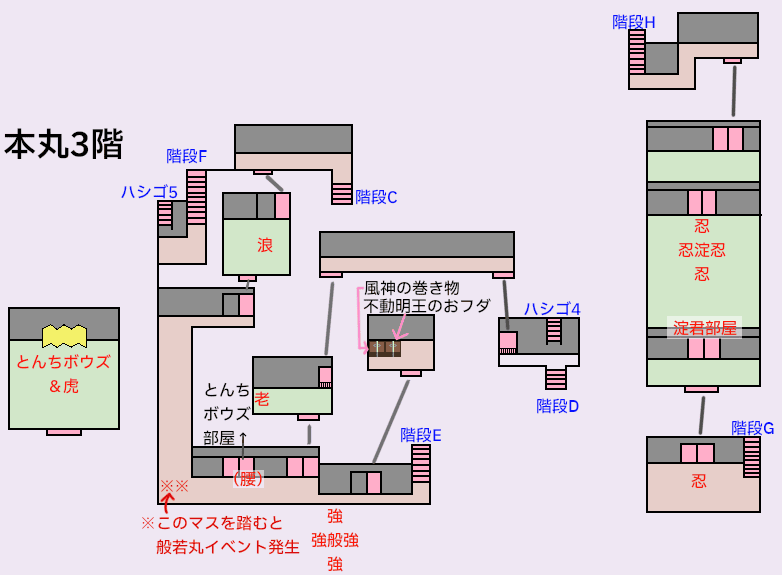 階段H
本丸3階
階段F
ハシゴ5
階段C
浪
忍
忍淀忍
忍
風神の巻き物
不動明王のおフダ
ハシゴ4
淀君部屋
とんちボウズ
&虎
とんち
ボウズ
部屋↑
老
階段D
階段E
階段G
(腰)
忍
※※
※このマスを踏むと
般若丸イベント発生
強
強般強
強